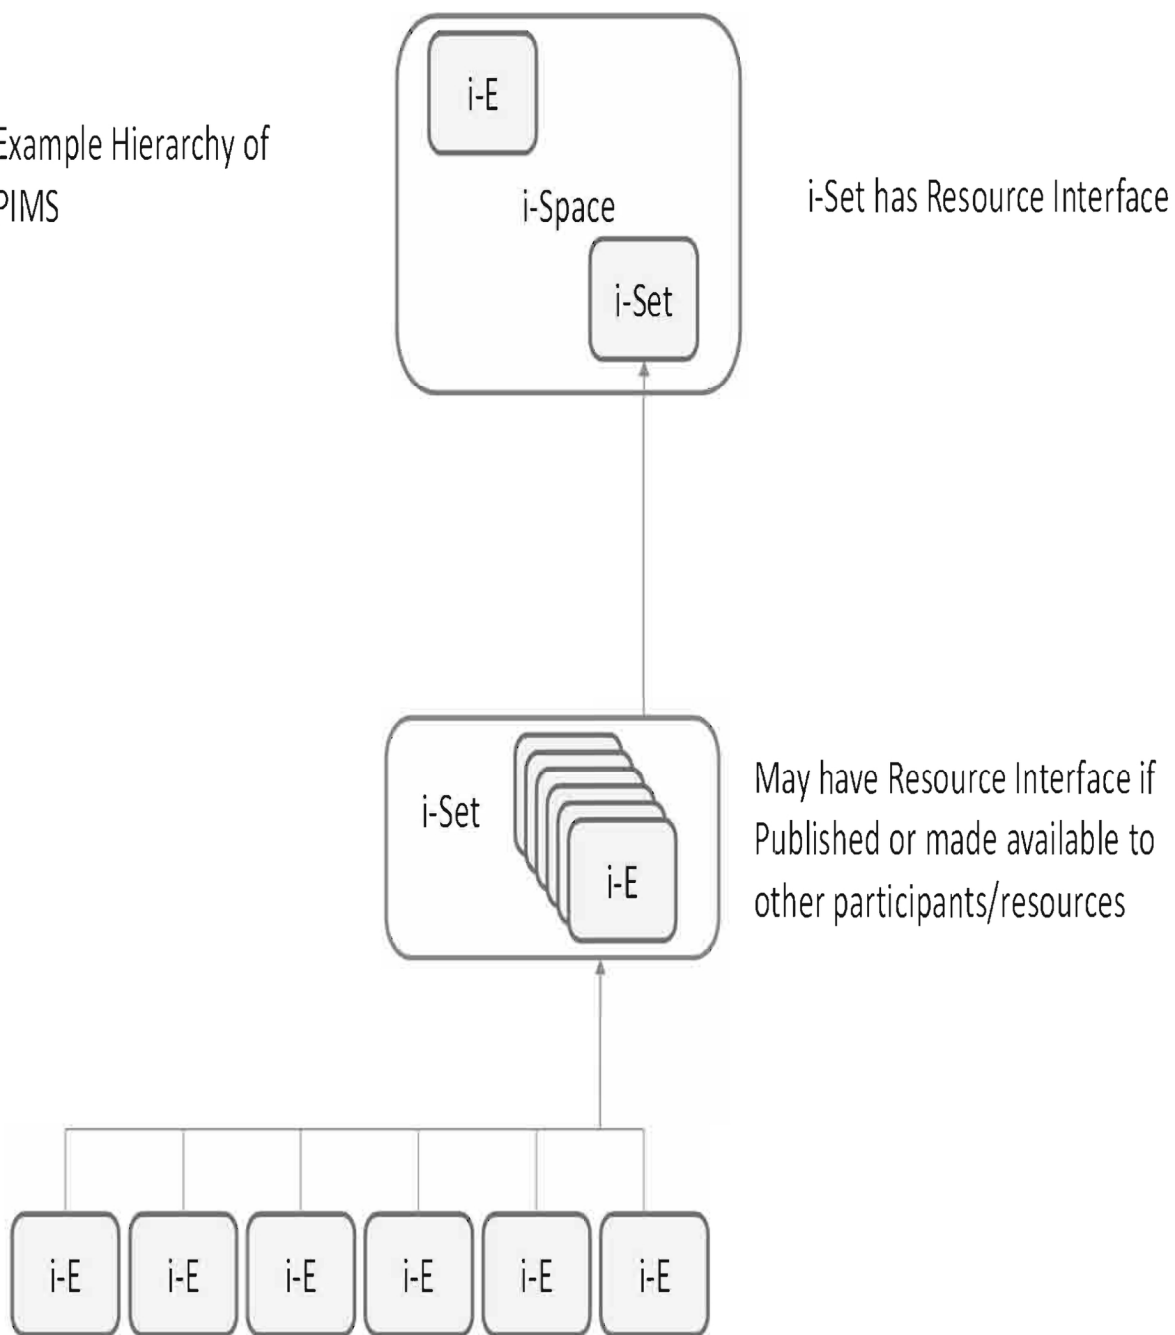 i-E
Example Hierarchy of
PIMS
i-Space
i-Set has Resource Interface
i-Set
i-Set
i-E
May have Resource Interface if
Published or made available to
other participants/resources
i-E
i-E
i-E
i-E
i-E
i-E